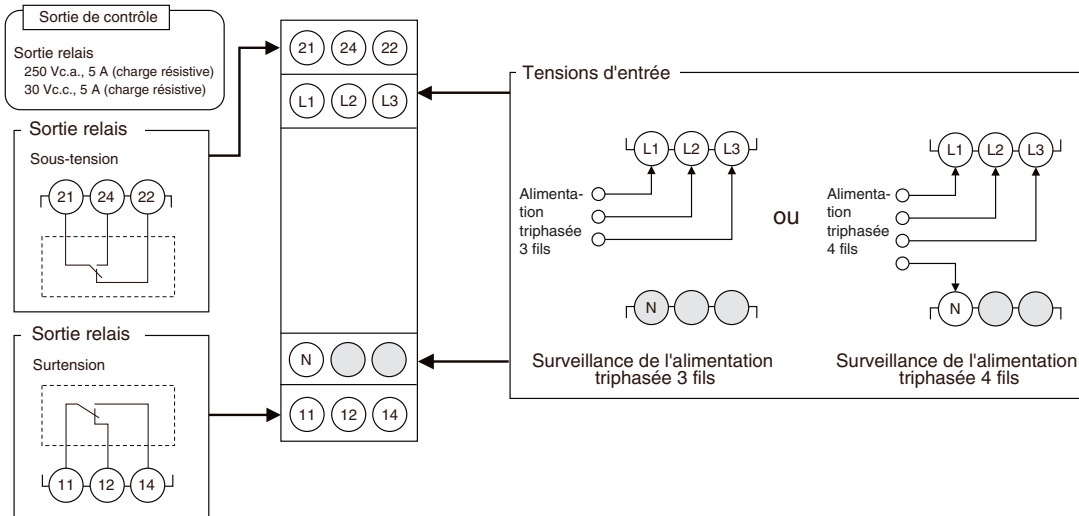 Sortie de contrôle
Sortie relais
250 Vc.a., 5 A (charge résistive)
30 Vc.c., 5 A (charge résistive)
Sortie relais
Sous-tension
21 24 22
Sortie relais
Surtension
11 12 14
21 24 22
L1 L2 L3
N
11 12 14
Tensions d'entrée
L1 L2 L3
Alimenta-
tion
triphasée
3 fils
N
Surveillance de l'alimentation
triphasée 3 fils
ou
L1 L2 L3
Alimenta-
tion
triphasée
4 fils
N
Surveillance de l'alimentation
triphasée 4 fils